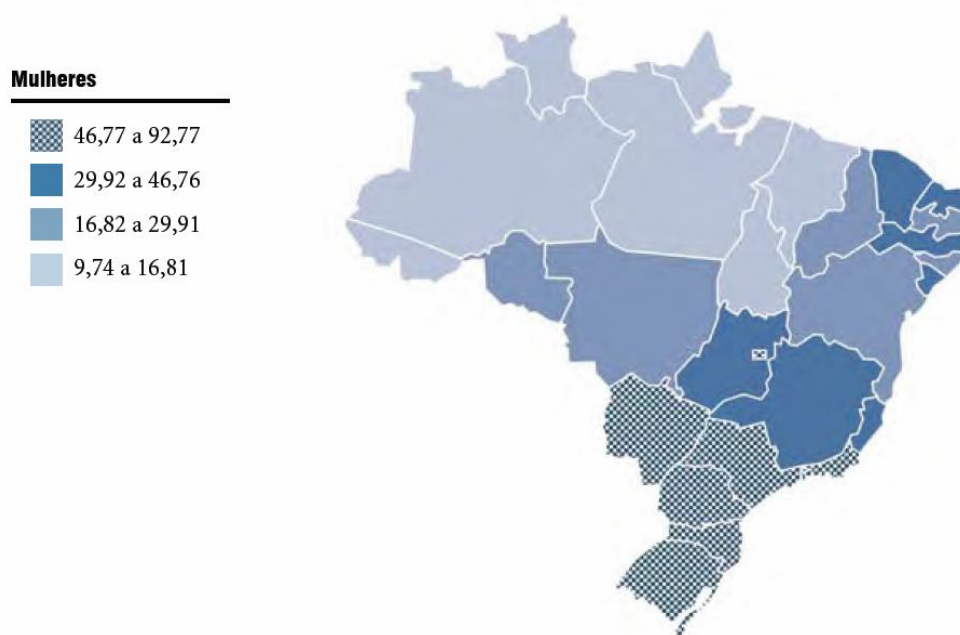 Mulheres
46,77 a 92,77
29,92 a 46,76
16,82 a 29,91
9,74 a 16,81